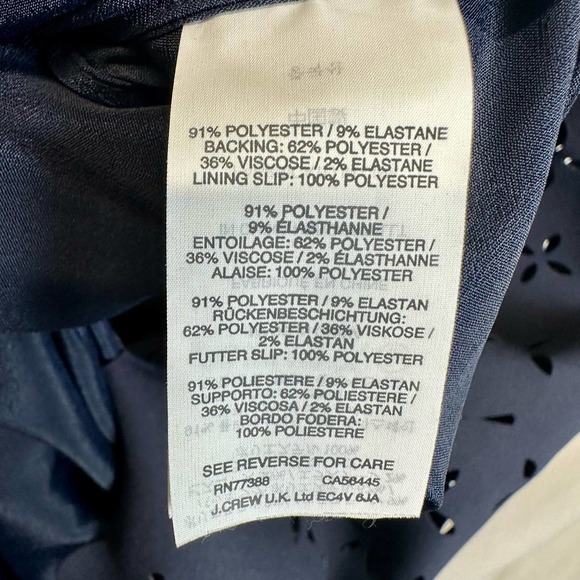 91% POLYESTER / 9% ELASTANE
BACKING: 62% POLYESTER /
36% VISCOSE / 2% ELASTANE
LINING SLIP: 100% POLYESTER
91% POLYESTER /
9% ÉLASTHANNE
ENTOILAGE: 62% POLYESTER /
36% VISCOSE / 2% ÉLASTHANNE
ALAISE: 100% POLYESTER
91% POLYESTER / 9% ELASTAN
RÜCKENBESCHICHTUNG:
62% POLYESTER / 36% VISKOSE /
2% ELASTAN
FUTTER SLIP: 100% POLYESTER
91% POLIESTERE / 9% ELASTAN
SUPPORTO: 62% POLIESTERE /
36% VISCOSA / 2% ELASTAN
BORDO FODERA:
100% POLIESTERE
SEE REVERSE FOR CARE
RN77388 CA56445
J.CREW U.K. Ltd EC4V 6JA